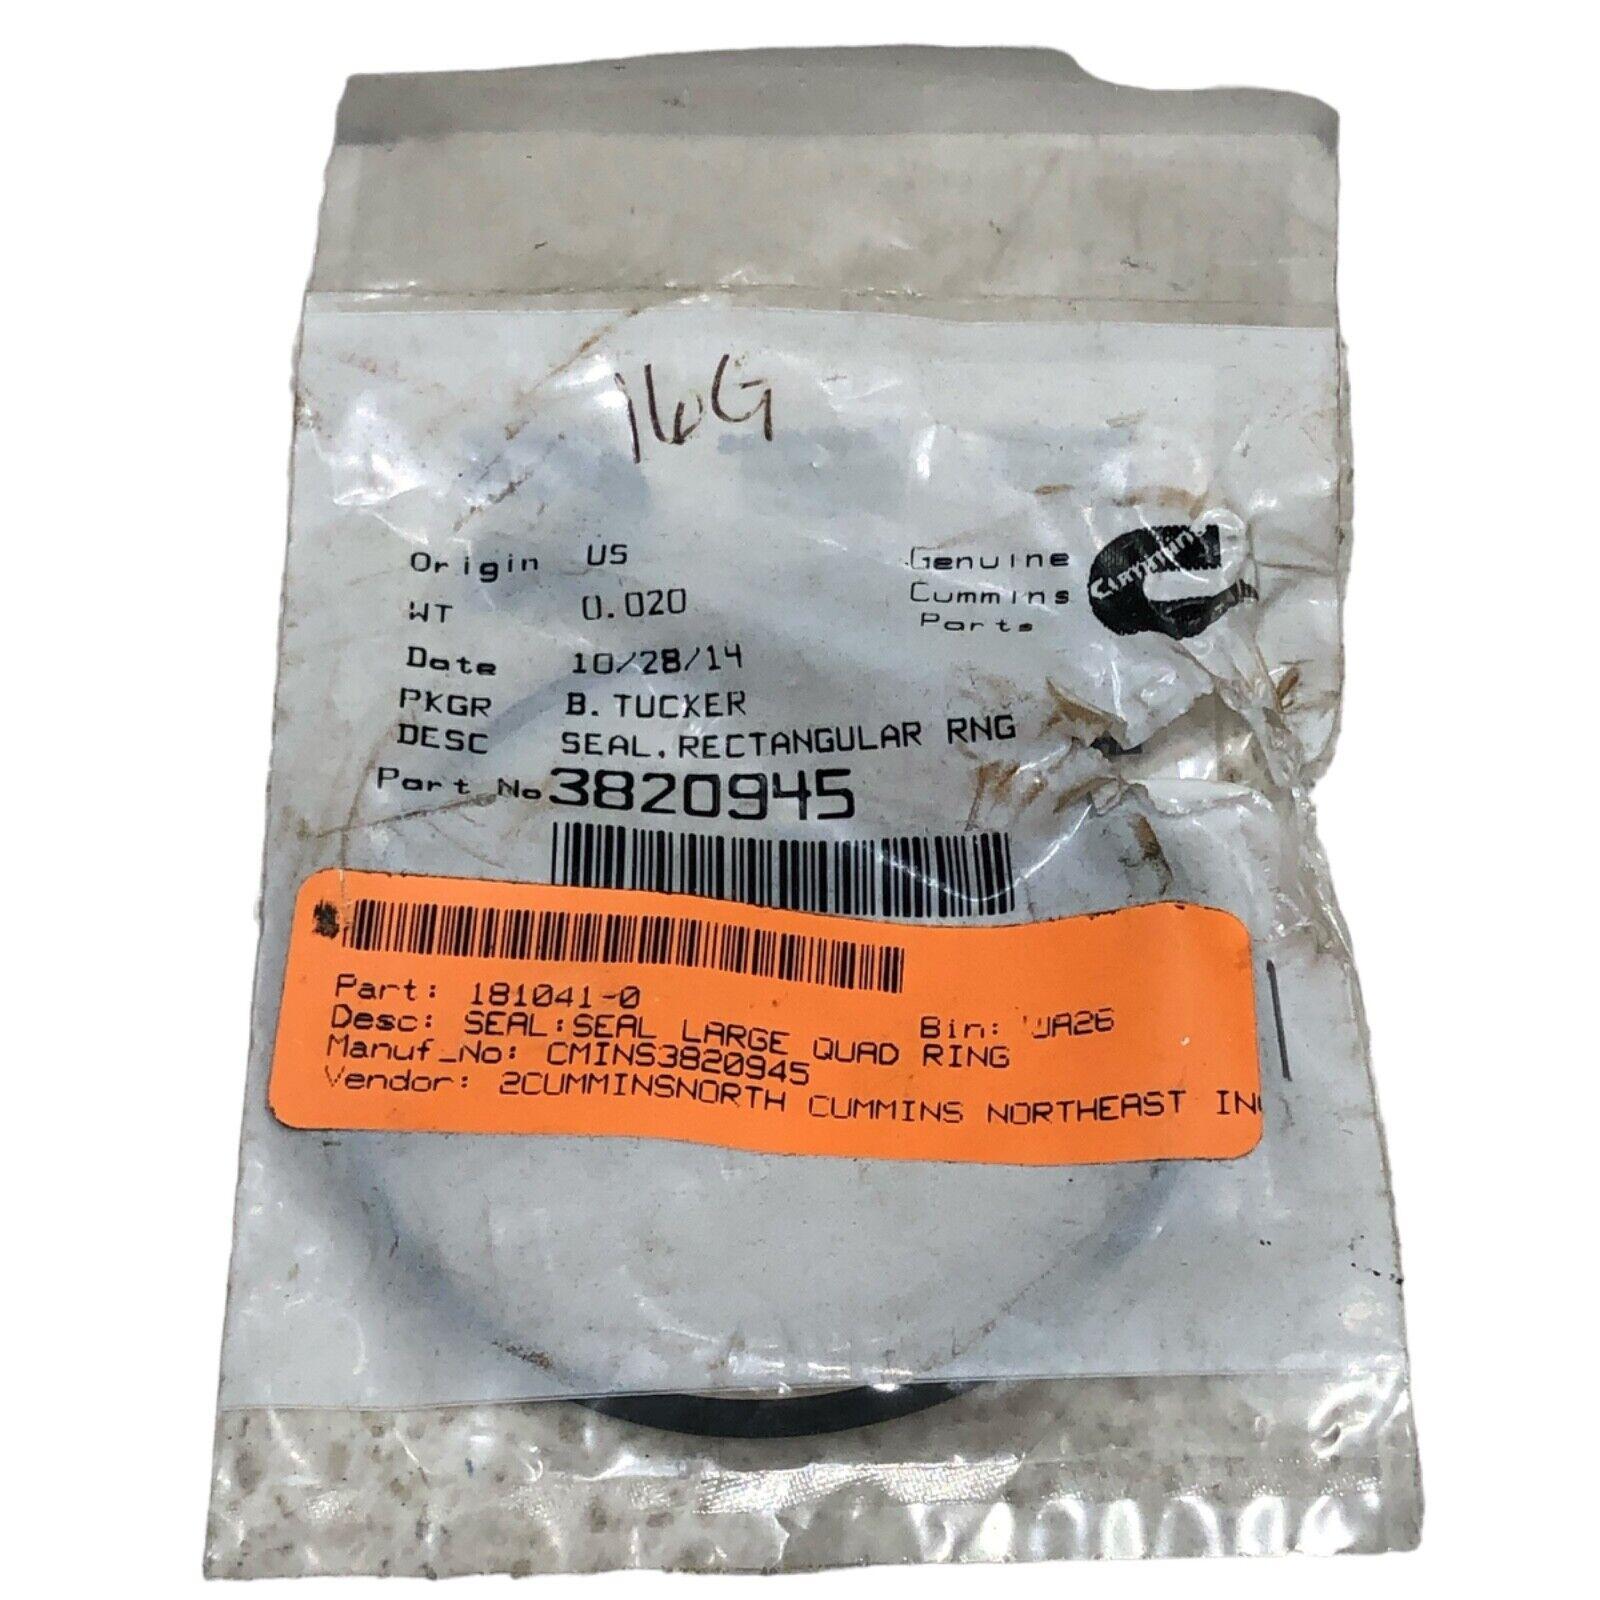 16G
Origin US
WT 0.020
Date 10/28/14
PKGR B. TUCKER
DESC SEAL,RECTANGULAR RNG
Part No 3820945
Genuine
Cummins
Parts
Cummins
Part: 181041-0 Bin: WA26
Desc: SEAL:SEAL LARGE QUAD RING
Manuf_No: CMINS3820945
Vendor: 2CUMMINSNORTH CUMMINS NORTHEAST IN